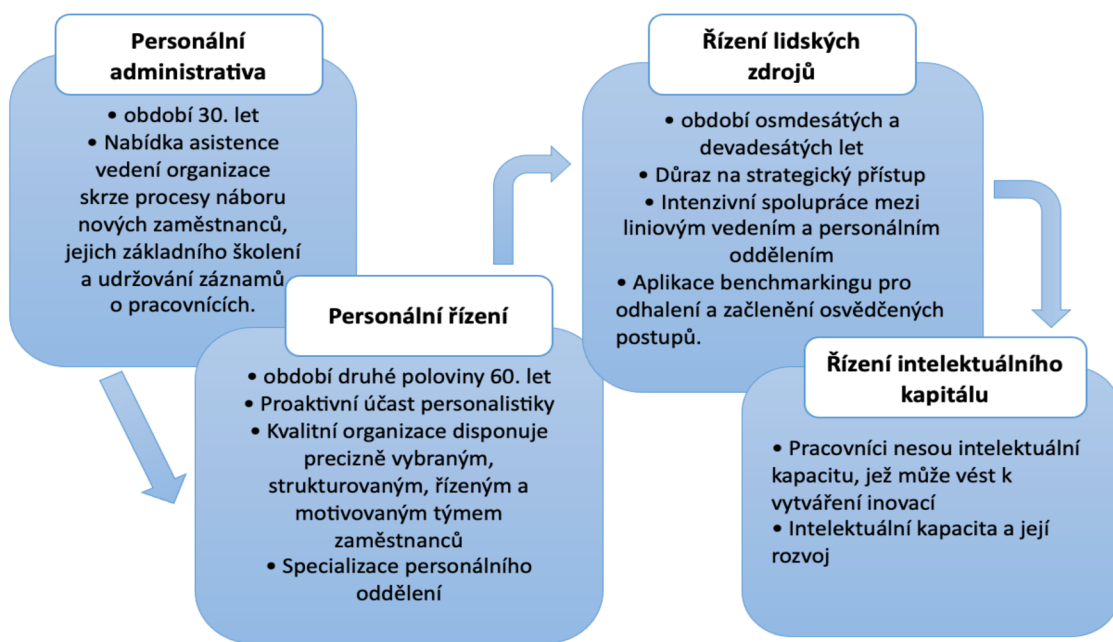 Personální
administrativa
• období 30. let
• Nabídka asistence
vedení organizace
skrze procesy náboru
nových zaměstnanců,
jejich základního školení
a udržování záznamů
o pracovnících.
Personální řízení
• období druhé poloviny 60. let
• Proaktivní účast personalistiky
• Kvalitní organizace disponuje
precizně vybraným,
strukturovaným, řízeným a
motivovaným týmem
zaměstnanců
• Specializace personálního
oddělení
Řízení lidských
zdrojů
• období osmdesátých a
devadesátých let
• Důraz na strategický přístup
• Intenzivní spolupráce mezi
liniovým vedením a personálním
oddělením
• Aplikace benchmarkingu pro
odhalení a začlenění osvědčených
postupů.
Řízení intelektuálního
kapitálu
• Pracovníci nesou intelektuální
kapacitu, jež může vést k
vytváření inovací
• Intelektuální kapacita a její
rozvoj